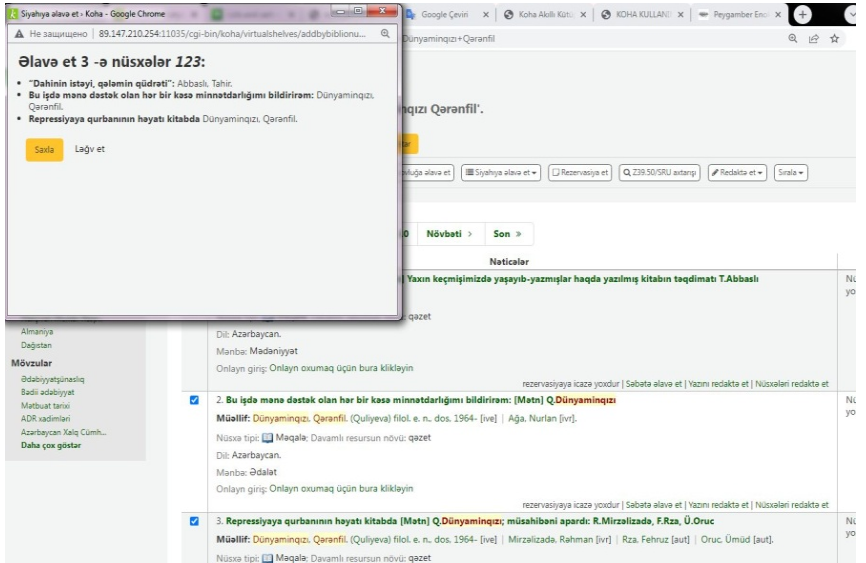 Siyahıya əlavə et › Koha - Google Chrome
Не защищено | 89.147.210.254:11035/cgi-bin/koha/virtualshelves/addbybiblionu...
Əlavə et 3 -ə nüsxələr 123:
• "Dahinin istəyi, qələmin qüdrəti": Abbaslı, Tahir.
• Bu işdə mənə dəstək olan hər bir kəsə minnətdarlığımı bildirirəm: Dünyaminqızı,
Qərənfil.
• Repressiyaya qurbanının həyatı kitabda Dünyaminqızı, Qərənfil.
Saxla Ləğv et
Google Çeviri
Koha Akıllı Kütü
KOHA KULLANI
Peygamber Enci
Dünyaminqızı+Qərənfil
nqızı Qərənfil'.
Siyahıya əlavə et
Rezervasiya et
Z39.50/SRU axtarışı
Redaktə et
Sırala
Növbəti › Son »
Nəticələr
Yaxın keçmişimizdə yaşayıb-yazmışlar haqda yazılmış kitabın təqdimatı T.Abbaslı
qəzet
Dil: Azərbaycan.
Mənbə: Mədəniyyət
Onlayn giriş: Onlayn oxumaq üçün bura klikləyin
rezervasiyaya icazə yoxdur | Səbətə əlavə et | Yazını redaktə et | Nüsxələri redaktə et
Almaniya
Dağıstan
Mövzular
Ədəbiyyatşünaslıq
Bədii ədəbiyyat
Mətbuat tarixi
ADR xadimləri
Azərbaycan Xalq Cümh...
Daha çox göstər
2. Bu işdə mənə dəstək olan hər bir kəsə minnətdarlığımı bildirirəm: [Mətn] Q.Dünyaminqızı
Müəllif: Dünyaminqızı, Qərənfil. (Quliyeva) filol. e. n., dos, 1964- [ive] | Ağa, Nurlan [ivr].
Nüsxə tipi: Məqalə; Davamlı resursun növü: qəzet
Dil: Azərbaycan.
Mənbə: Ədalət
Onlayn giriş: Onlayn oxumaq üçün bura klikləyin
rezervasiyaya icazə yoxdur | Səbətə əlavə et | Yazını redaktə et | Nüsxələri redaktə et
3. Repressiyaya qurbanının həyatı kitabda [Mətn] Q.Dünyaminqızı; müsahibəni apardı: R.Mirzəlizadə, F.Rza, Ü.Oruc
Müəllif: Dünyaminqızı, Qərənfil. (Quliyeva) filol. e. n., dos, 1964- [ive] | Mirzəlizadə, Rəhman [ivr] | Rza, Fehruz [aut] | Oruc, Ümüd [aut].
Nüsxə tipi: Məqalə; Davamlı resursun növü: qəzet